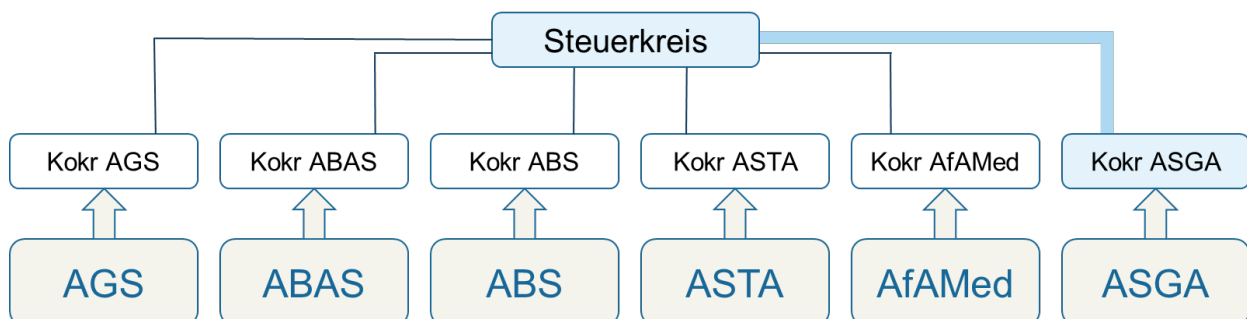 Steuerkreis
Kokr AGS
Kokr ABAS
Kokr ABS
Kokr ASTA
Kokr AfAMed
Kokr ASGA
AGS
ABAS
ABS
ASTA
AfAMed
ASGA